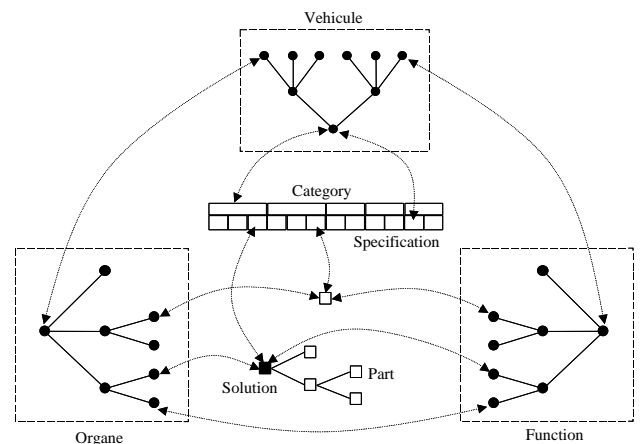 Vehicule
Category
Specification
Solution
Part
Organe
Function